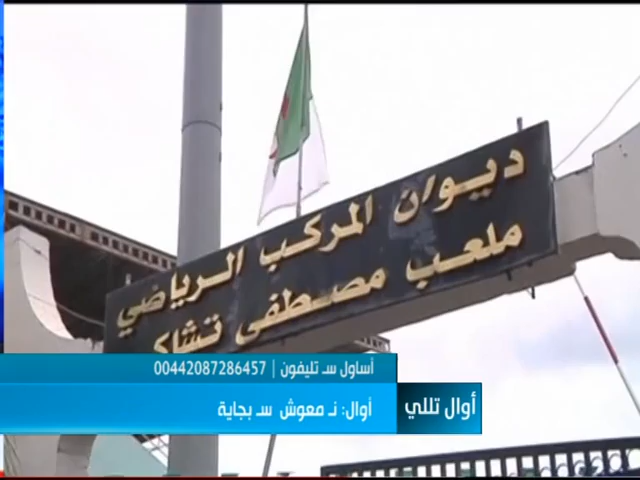 ديوان المركب الرياضي
ملعب مصطفى تشاكر
أساول سـ تليفون | 00442087286457
أوال تللي
أوال: نـ معوش سـ بجاية